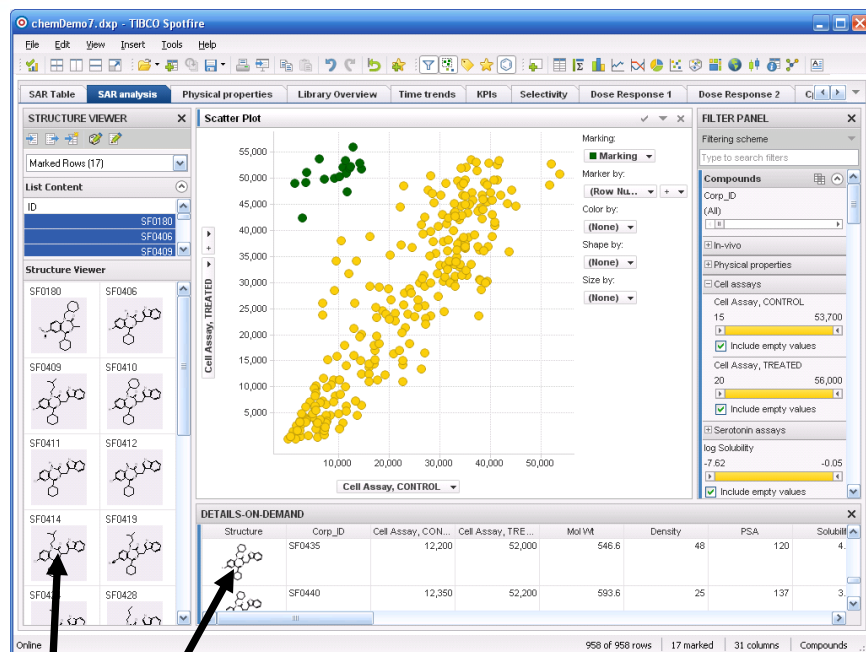 chemDemo7.dxp - TIBCO Spotfire
File Edit View Insert Tools Help
SAR Table SAR analysis Physical properties Library Overview Time trends KPIs Selectivity Dose Response 1 Dose Response 2
STRUCTURE VIEWER
Marked Rows (17)
List Content
ID
SF0180
SF0406
SF0409
Structure Viewer
SF0180 SF0406
SF0409 SF0410
SF0411 SF0412
SF0414 SF0419
SF0428
Scatter Plot
55,000
50,000
45,000
40,000
35,000
30,000
25,000
20,000
15,000
10,000
5,000
Cell Assay, TREATED
10,000 20,000 30,000 40,000 50,000
Cell Assay, CONTROL
Marking:
Marking
Marker by:
(Row Nu...
+
Color by:
(None)
Shape by:
(None)
Size by:
(None)
FILTER PANEL
Filtering scheme
Type to search filters
Compounds
Corp_ID
(All)
In-vivo
Physical properties
Cell assays
Cell Assay, CONTROL
15 53,700
Include empty values
Cell Assay, TREATED
20 56,000
Include empty values
Serotonin assays
log Solubility
-7.62 -0.05
Include empty values
DETAILS-ON-DEMAND
Structure Corp_ID Cell Assay, CON... Cell Assay, TRE... Mol Wt Density PSA Solubilit
SF0435 12,200 52,000 546.6 48 120 4.
SF0440 12,350 52,200 593.6 25 137 3.
Online 958 of 958 rows 17 marked 31 columns Compounds